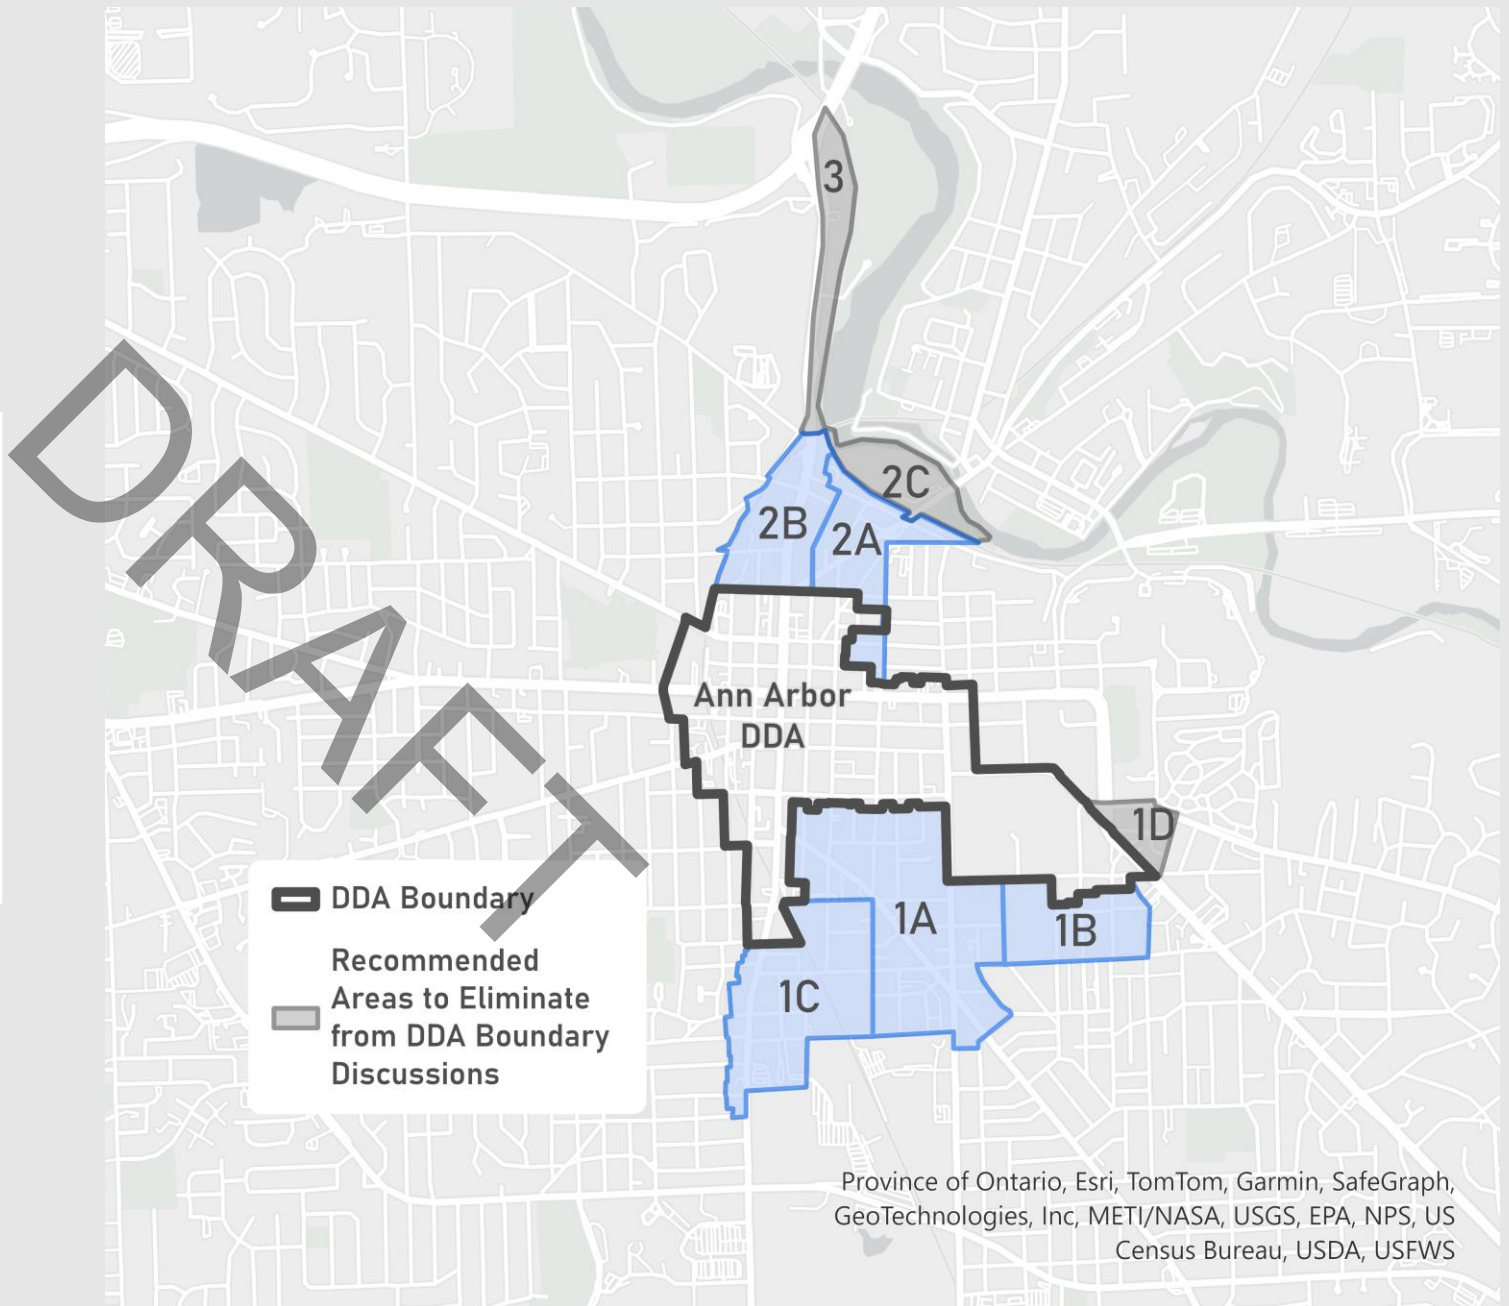 3
2C
2B
2A
Ann Arbor
DDA
1D
1A
1B
1C
DRAFT
DDA Boundary
Recommended
Areas to Eliminate
from DDA Boundary
Discussions
Province of Ontario, Esri, TomTom, Garmin, SafeGraph,
GeoTechnologies, Inc, METI/NASA, USGS, EPA, NPS, US
Census Bureau, USDA, USFWS